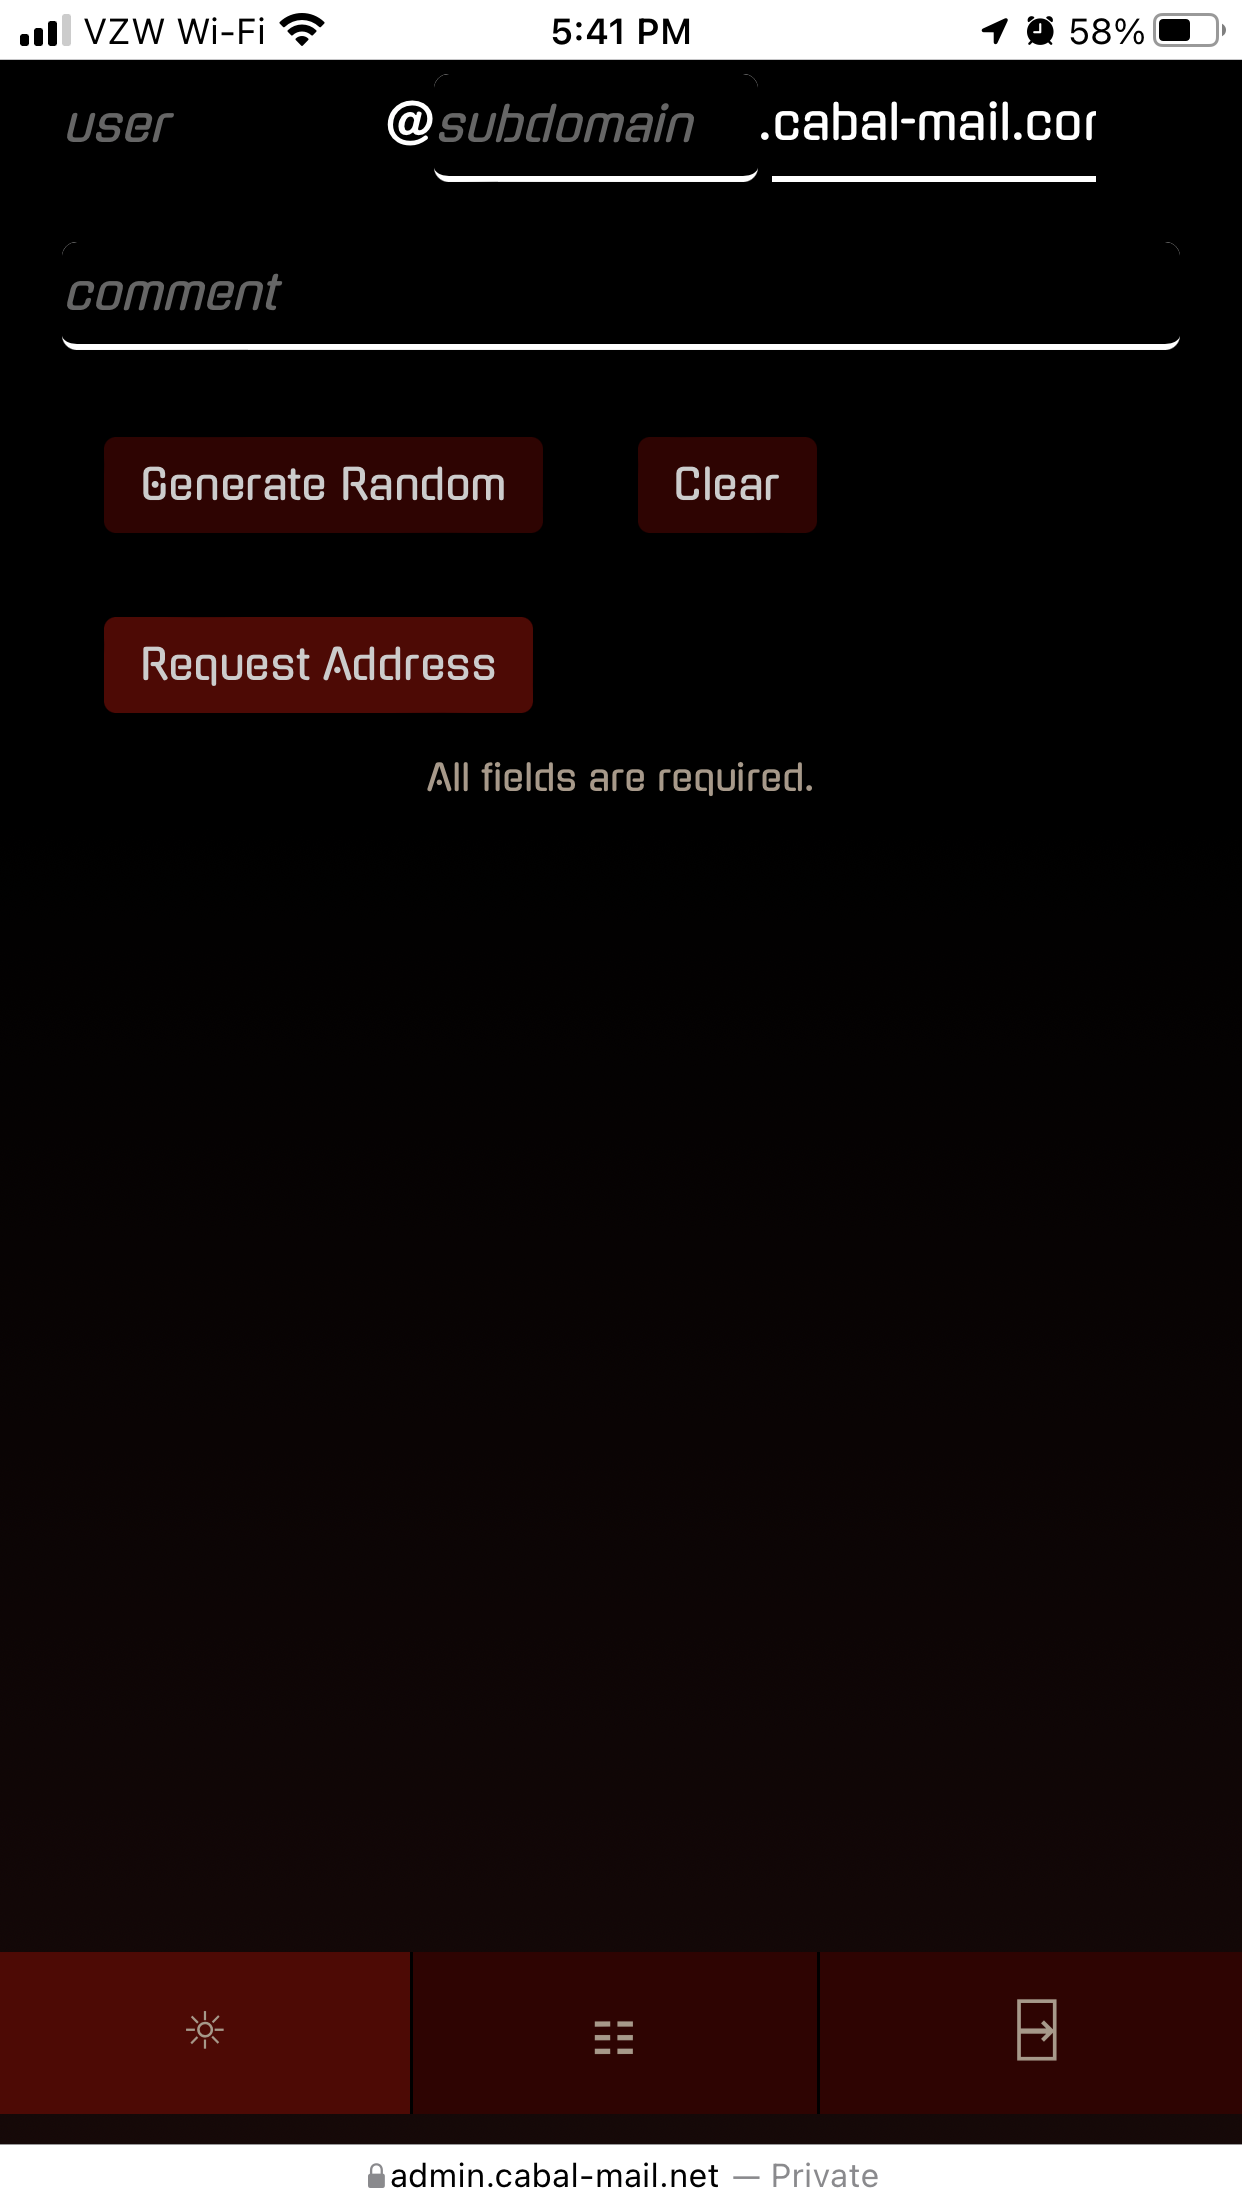 VZW Wi-Fi 5:41 PM 58%
user @subdomain .cabal-mail.cor
comment
Generate Random Clear
Request Address
All fields are required.
admin.cabal-mail.net — Private